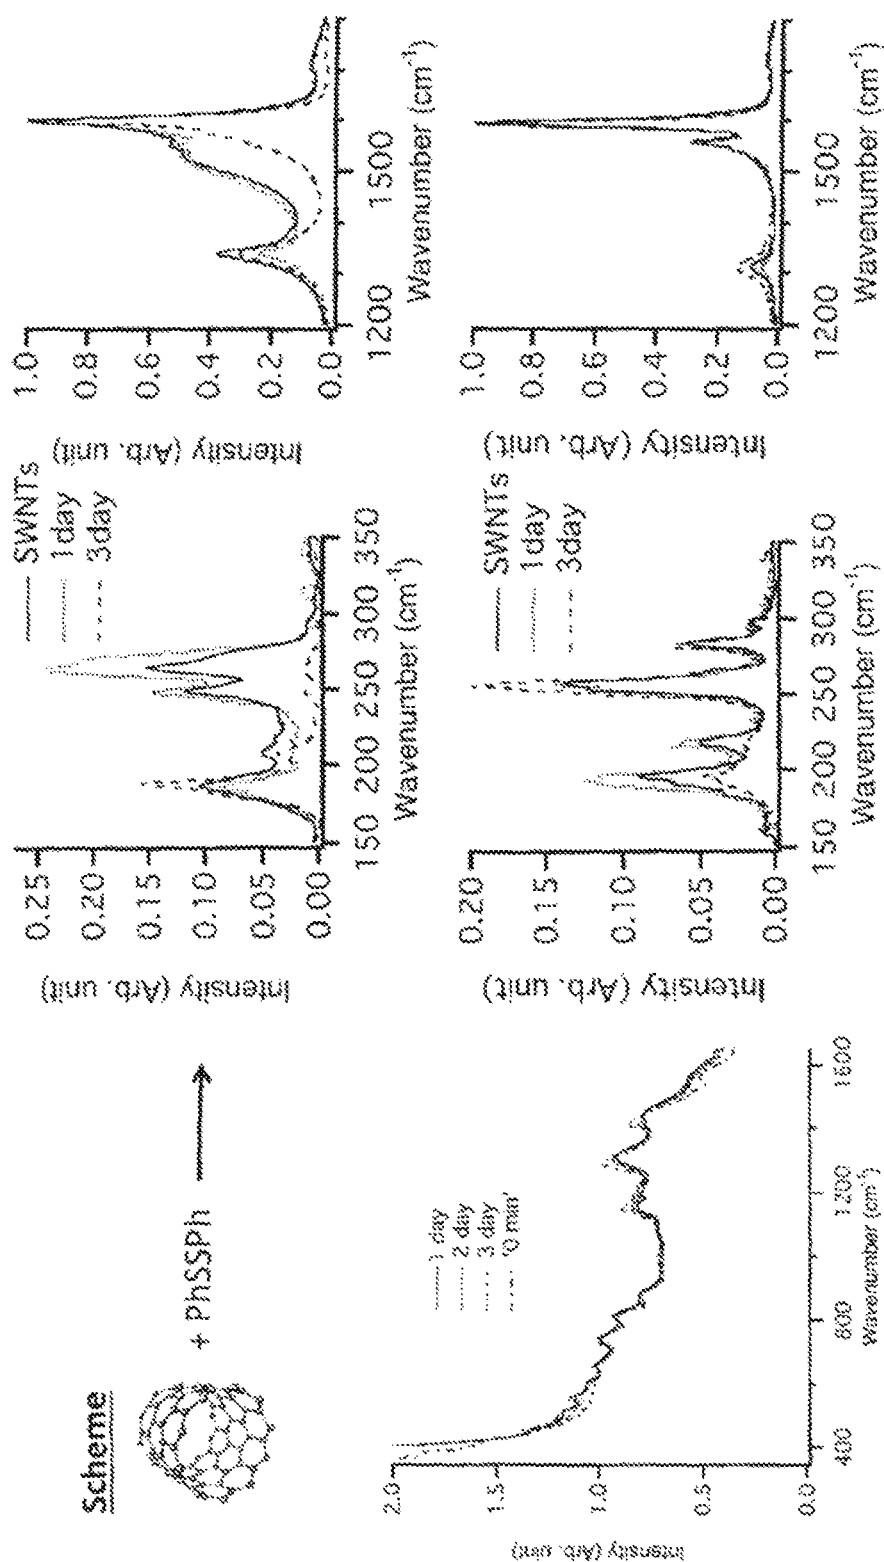 Scheme
+ PhSSPh
2.0
1.5
1.0
0.5
0.0
Intensity (Arb. uint)
1 day
2 day
3 day
'0 min'
400
800
1200
1600
Wavenumber (cm⁻¹)
0.25
0.20
0.15
0.10
0.05
0.00
Intensity (Arb. unit)
SWNTs
1day
3day
150 200 250 300 350
Wavenumber (cm⁻¹)
1.0
0.8
0.6
0.4
0.2
0.0
Intensity (Arb. unit)
1200
1500
Wavenumber (cm⁻¹)
0.20
0.15
0.10
0.05
0.00
Intensity (Arb. unit)
SWNTs
1day
3day
150 200 250 300 350
Wavenumber (cm⁻¹)
1.0
0.8
0.6
0.4
0.2
0.0
Intensity (Arb. unit)
1200
1500
Wavenumber (cm⁻¹)